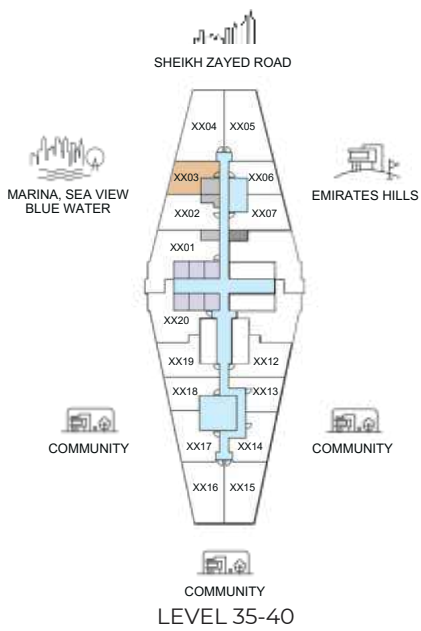 SHEIKH ZAYED ROAD
XX04 XX05
XX03 XX06
MARINA, SEA VIEW
BLUE WATER
EMIRATES HILLS
XX02 XX07
XX01
XX20
XX19 XX12
XX18 XX13
COMMUNITY
COMMUNITY
XX17 XX14
XX16 XX15
COMMUNITY
LEVEL 35-40